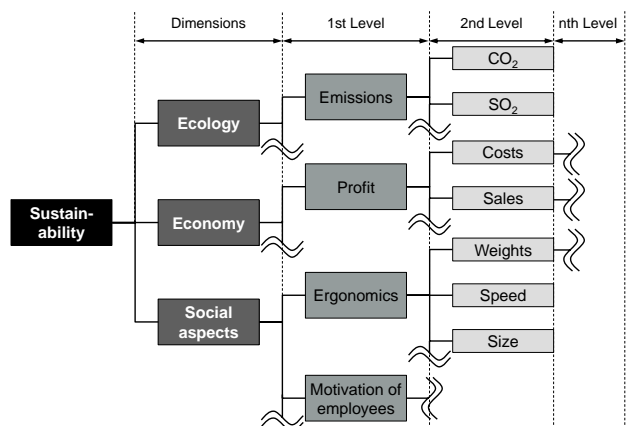 Dimensions
1st Level
2nd Level
nth Level
CO₂
Emissions
SO₂
Ecology
Costs
Profit
Sales
Sustain-
ability
Economy
Weights
Ergonomics
Speed
Social
aspects
Size
Motivation of
employees